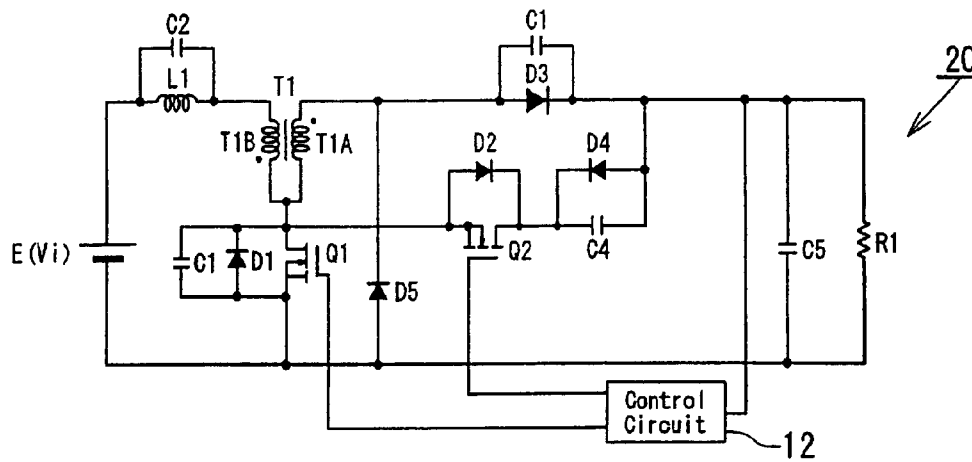 C2
C1
20
L1
T1
D3
T1B
T1A
D2
D4
E(Vi)
C1
D1
Q1
D5
Q2
C4
C5
R1
Control
Circuit
12